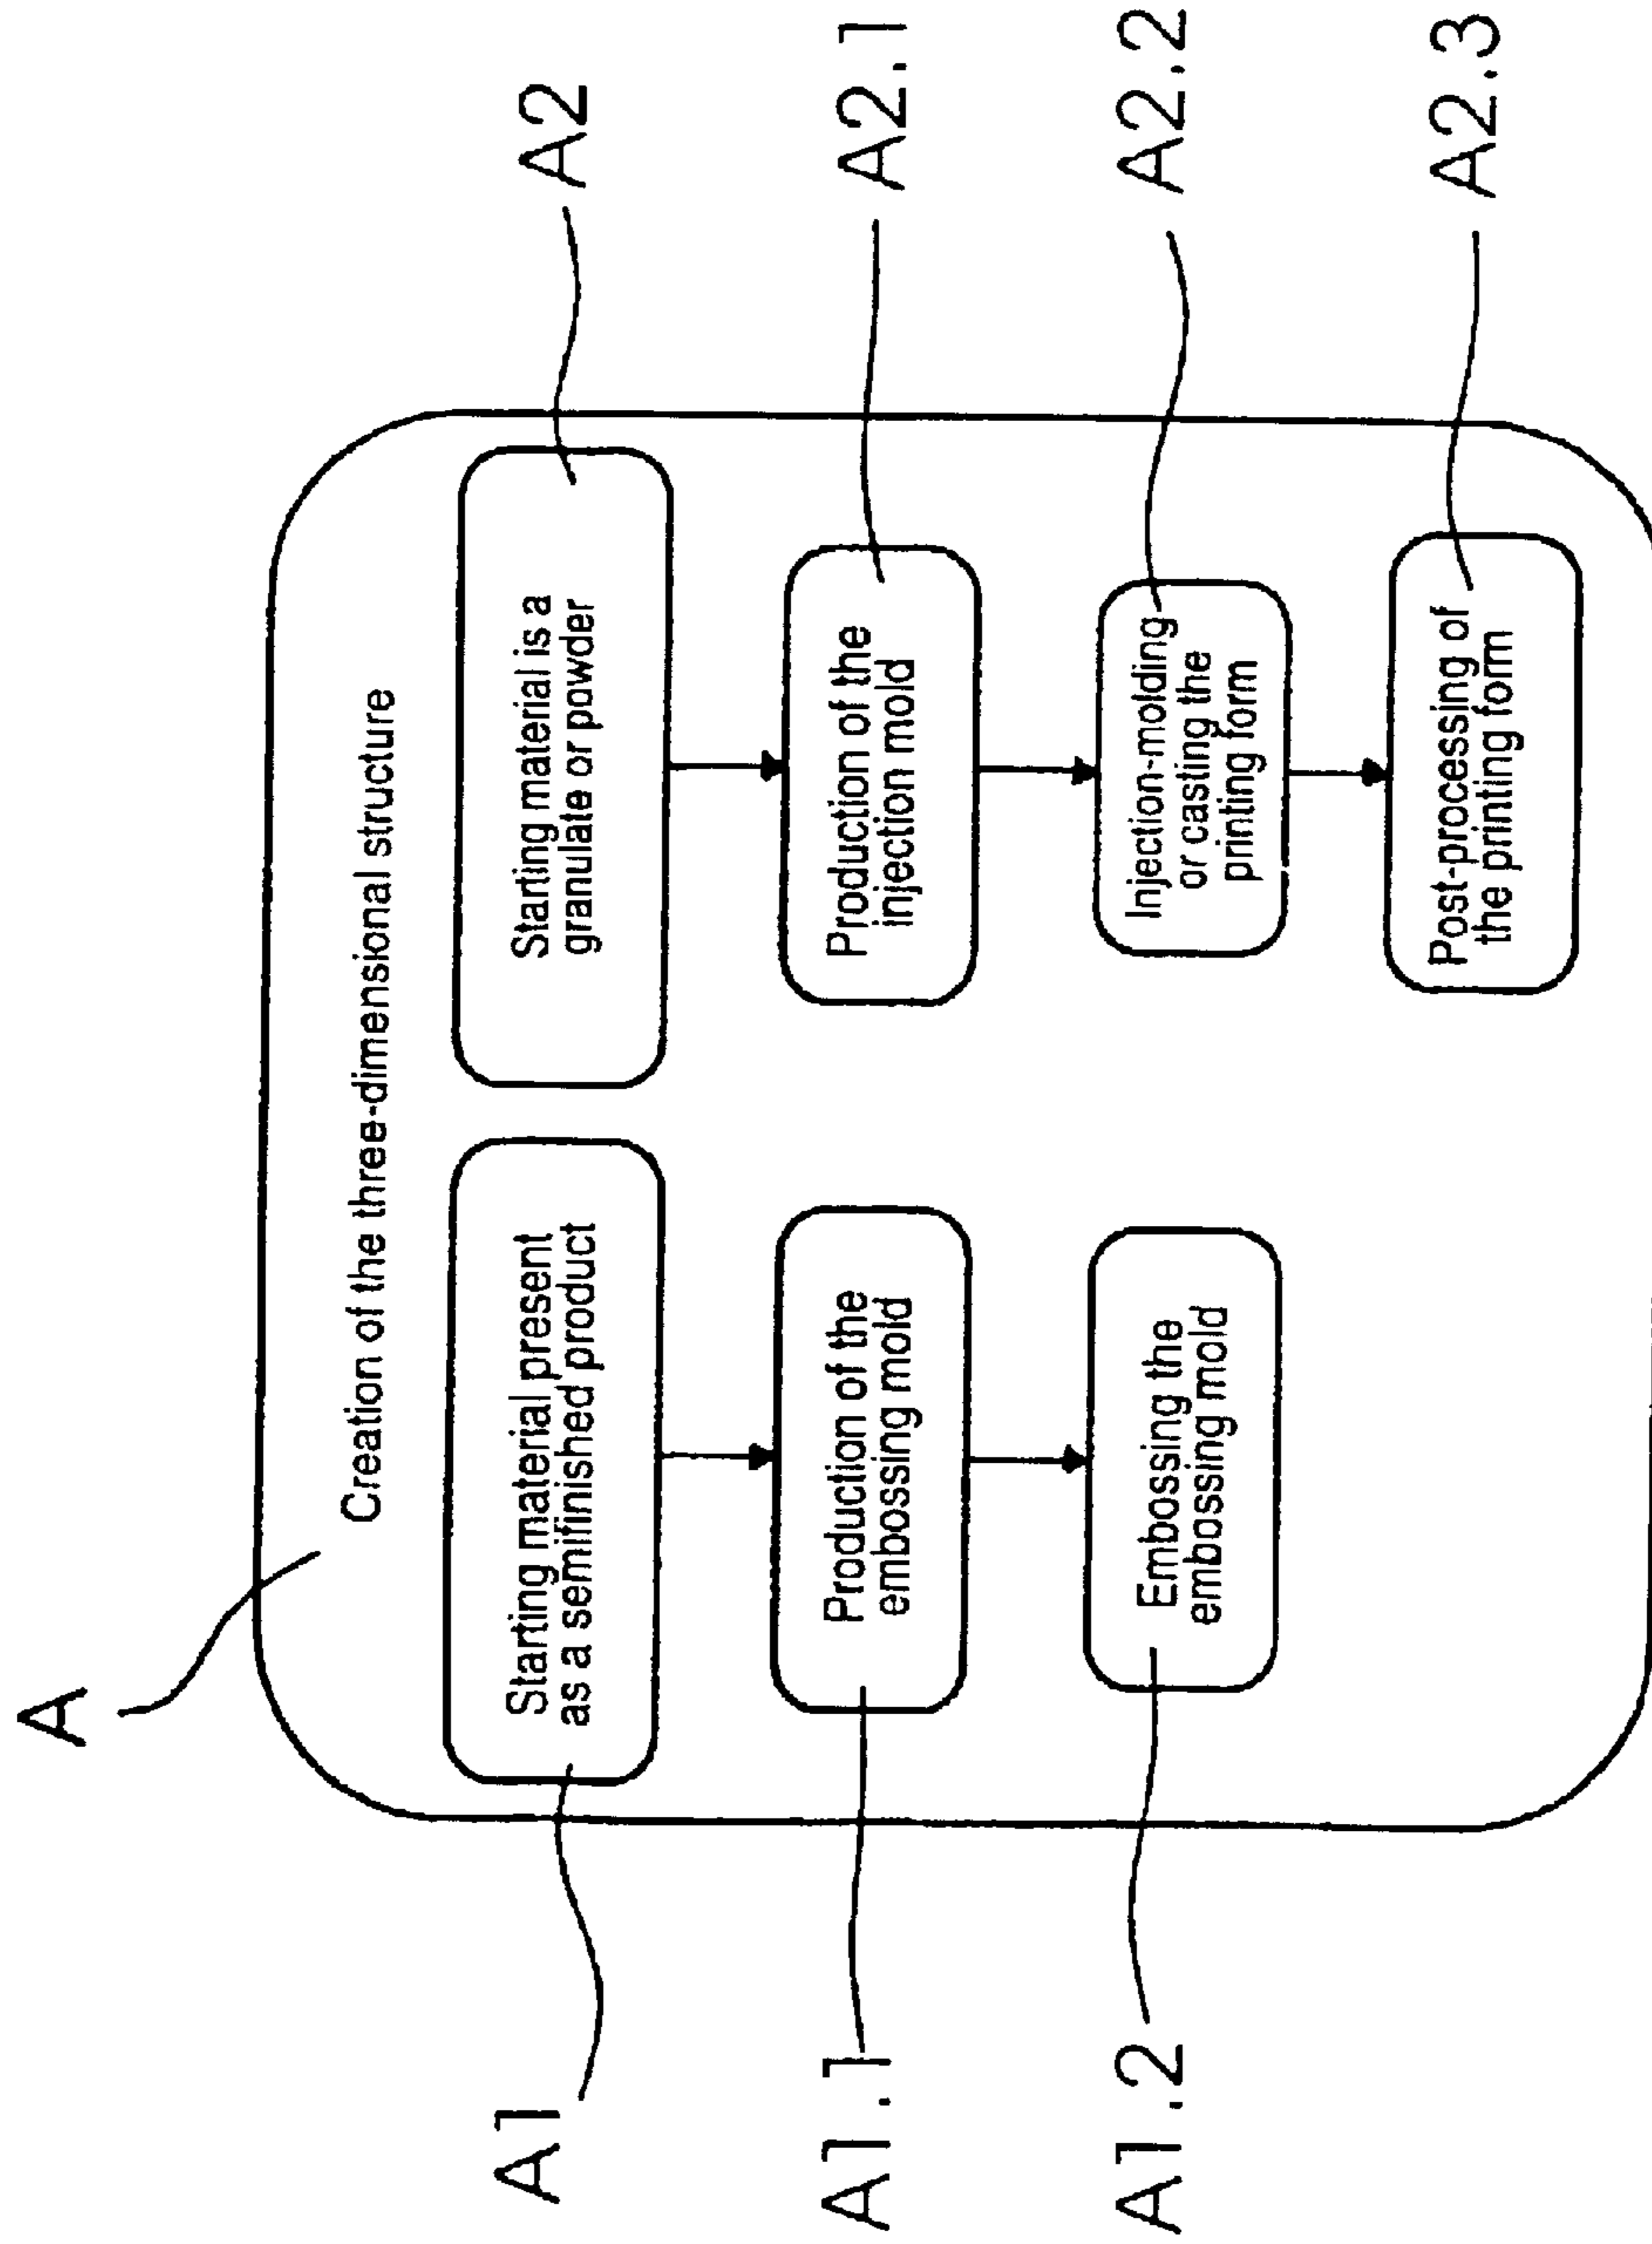 A
Creation of the three-dimensional structure
A1
Starting material present
as a semifinished product
A2
Starting material is a
granulate or powder
A1.1
Production of the
embossing mold
A2.1
Production of the
injection mold
A1.2
Embossing the
embossing mold
A2.2
Injection-molding
or casting the
printing form
A2.3
Post-processing of
the printing form